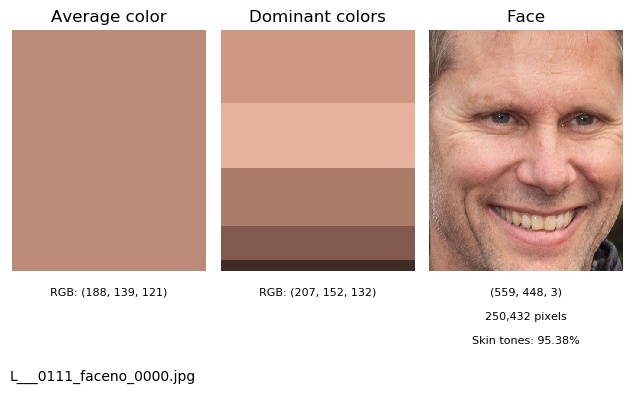 Average color
Dominant colors
Face
RGB: (188, 139, 121)
RGB: (207, 152, 132)
(559, 448, 3)
250,432 pixels
Skin tones: 95.38%
L___0111_faceno_0000.jpg